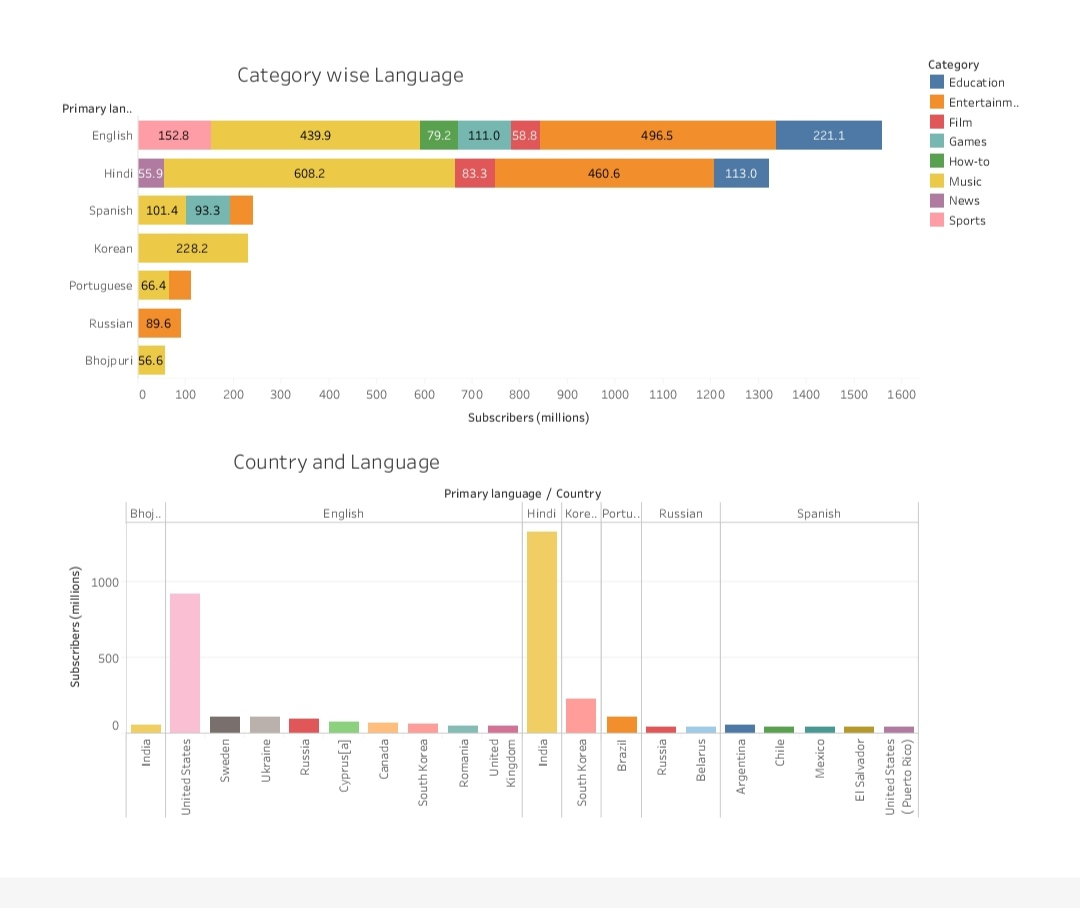 Category wise Language
Category
Education
Entertainm..
Film
Games
How-to
Music
News
Sports
Primary lan..
English 152.8 439.9 79.2 111.0 58.8 496.5 221.1
Hindi 55.9 608.2 83.3 460.6 113.0
Spanish 101.4 93.3
Korean 228.2
Portuguese 66.4
Russian 89.6
Bhojpuri 56.6
0 100 200 300 400 500 600 700 800 900 1000 1100 1200 1300 1400 1500 1600
Subscribers (millions)
Country and Language
Primary language / Country
Bhoj.. English Hindi Kore.. Portu.. Russian Spanish
Subscribers (millions)
1000
500
0
India
United States
Sweden
Ukraine
Russia
Cyprus[a]
Canada
South Korea
Romania
United
Kingdom
India
South Korea
Brazil
Russia
Belarus
Argentina
Chile
Mexico
El Salvador
United States
( Puerto Rico)